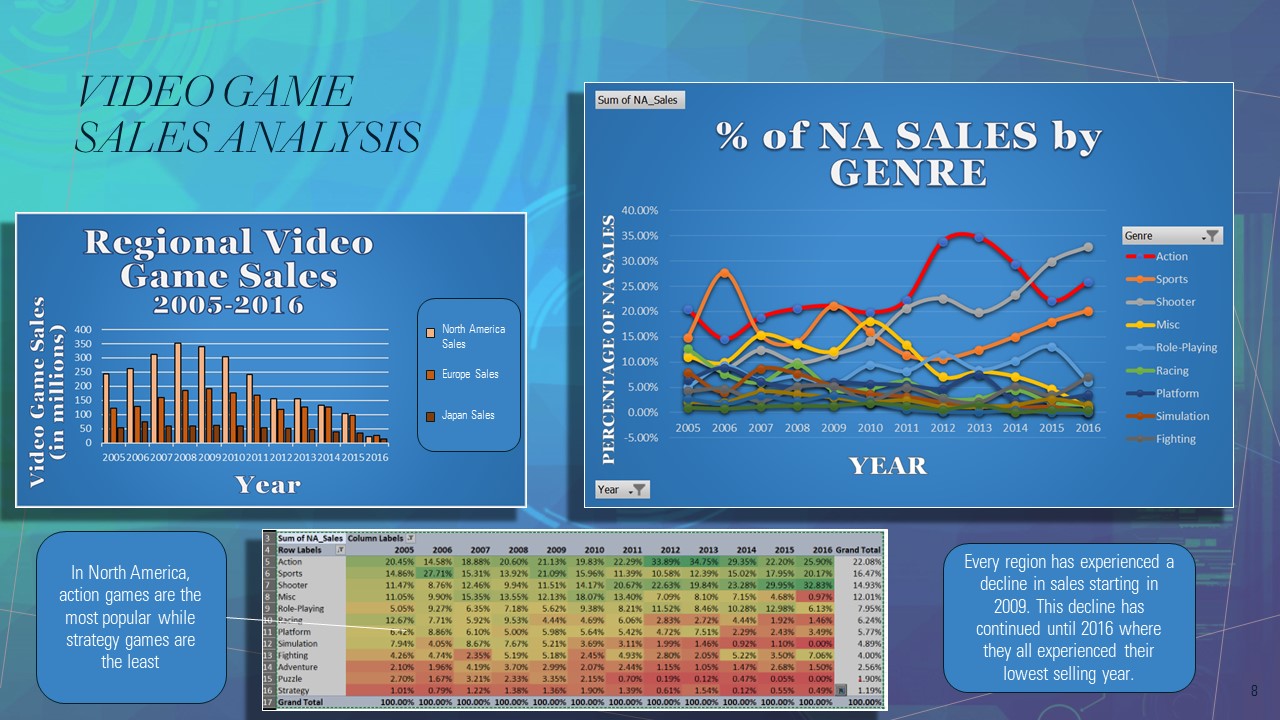 VIDEO GAME
SALES ANALYSIS
Regional Video
Game Sales
2005-2016
Video Game Sales
(in millions)
400
350
300
250
200
150
100
50
0
2005 2006 2007 2008 2009 2010 2011 2012 2013 2014 2015 2016
Year
North America
Sales
Europe Sales
Japan Sales
Sum of NA_Sales
% of NA SALES by
GENRE
PERCENTAGE OF NA SALES
40.00%
35.00%
30.00%
25.00%
20.00%
15.00%
10.00%
5.00%
0.00%
-5.00%
2005 2006 2007 2008 2009 2010 2011 2012 2013 2014 2015 2016
YEAR
Year
Genre
Action
Sports
Shooter
Misc
Role-Playing
Racing
Platform
Simulation
Fighting
In North America,
action games are the
most popular while
strategy games are
the least
3 Sum of NA_Sales Column Labels
4 Row Labels 2005 2006 2007 2008 2009 2010 2011 2012 2013 2014 2015 2016 Grand Total
5 Action 20.45% 14.58% 18.88% 20.60% 21.13% 19.83% 22.29% 33.89% 34.75% 29.35% 22.20% 25.90% 22.08%
6 Sports 14.86% 27.71% 15.31% 13.92% 21.09% 15.96% 11.39% 10.58% 12.39% 15.02% 17.95% 20.17% 16.47%
7 Shooter 11.47% 8.76% 12.46% 9.94% 11.51% 14.17% 20.67% 22.63% 19.84% 23.28% 29.95% 32.83% 14.93%
8 Misc 11.05% 9.90% 15.35% 13.55% 12.13% 18.07% 13.40% 7.09% 8.10% 7.15% 4.68% 0.97% 12.01%
9 Role-Playing 5.05% 9.27% 6.35% 7.18% 5.62% 9.38% 8.21% 11.52% 8.46% 10.28% 12.98% 6.13% 7.95%
10 Racing 12.67% 7.71% 5.92% 9.53% 4.44% 4.69% 6.01% 2.83% 2.72% 4.44% 1.92% 1.46% 6.24%
11 Platform 6.42% 8.86% 6.10% 5.00% 5.98% 5.64% 5.42% 4.72% 7.51% 2.29% 2.43% 3.49% 5.77%
12 Simulation 7.94% 4.05% 8.67% 7.67% 5.21% 3.69% 3.11% 1.99% 1.46% 0.92% 1.10% 0.00% 4.89%
13 Fighting 4.26% 4.74% 2.35% 5.19% 5.18% 2.45% 4.93% 2.80% 2.05% 5.22% 3.50% 7.06% 4.00%
14 Adventure 2.10% 1.96% 4.19% 3.70% 2.99% 2.07% 2.44% 1.15% 1.05% 1.47% 2.68% 1.50% 2.56%
15 Puzzle 2.70% 1.67% 3.21% 2.33% 3.35% 2.15% 0.70% 0.19% 0.12% 0.47% 0.05% 0.00% 1.90%
16 Strategy 1.01% 0.79% 1.22% 1.38% 1.36% 1.90% 1.39% 0.61% 1.54% 0.12% 0.55% 0.49% 1.19%
17 Grand Total 100.00% 100.00% 100.00% 100.00% 100.00% 100.00% 100.00% 100.00% 100.00% 100.00% 100.00% 100.00% 100.00%
Every region has experienced a
decline in sales starting in
2009. This decline has
continued until 2016 where
they all experienced their
lowest selling year.
8